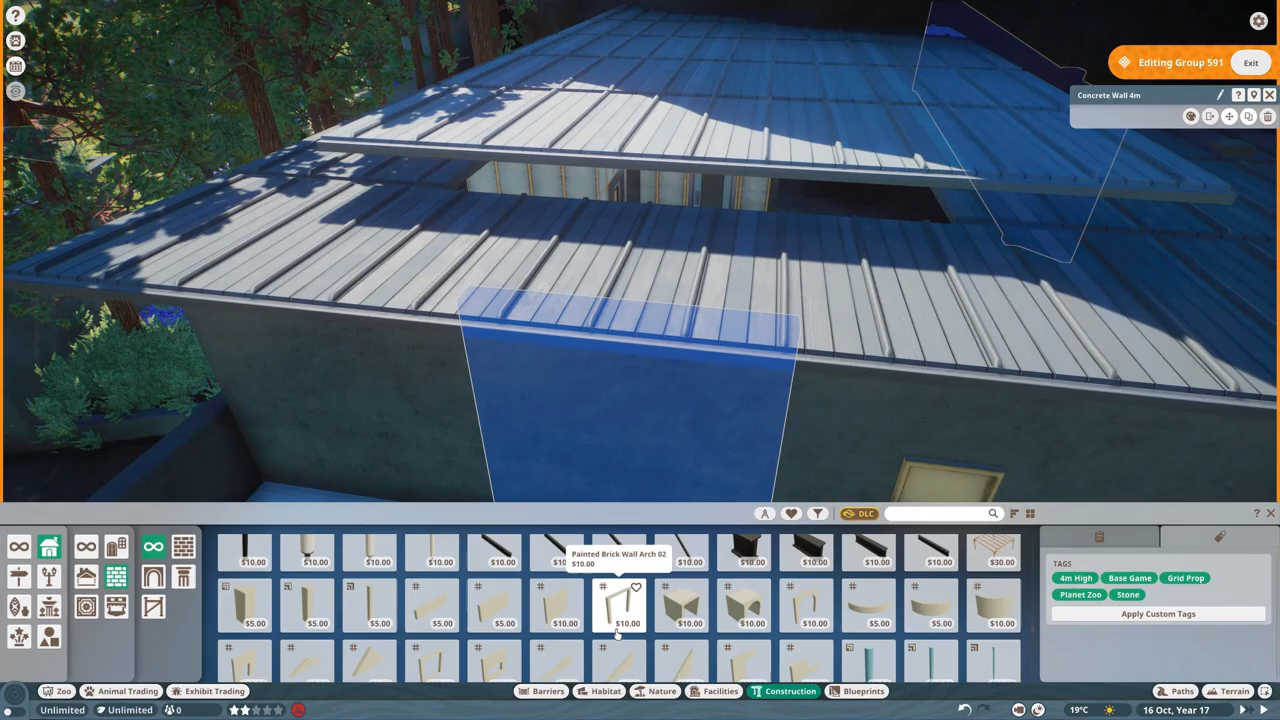 ?
Editing Group 591
Exit
Concrete Wall 4m
?
Painted Brick Wall Arch 02
$10.00
DLC
?
$10.00 $10.00 $10.00 $10.00 $10.00 $10.00 $10.00 $10.00 $10.00 $10.00 $30.00
$5.00 $5.00 $5.00 $5.00 $5.00 $10.00 $10.00 $10.00 $10.00 $10.00 $5.00 $5.00 $10.00
TAGS
4m High Base Game Grid Prop
Planet Zoo Stone
Apply Custom Tags
Zoo Animal Trading Exhibit Trading Barriers Habitat Nature Facilities Construction Blueprints Paths Terrain
Unlimited Unlimited 0 19°C 16 Oct, Year 17